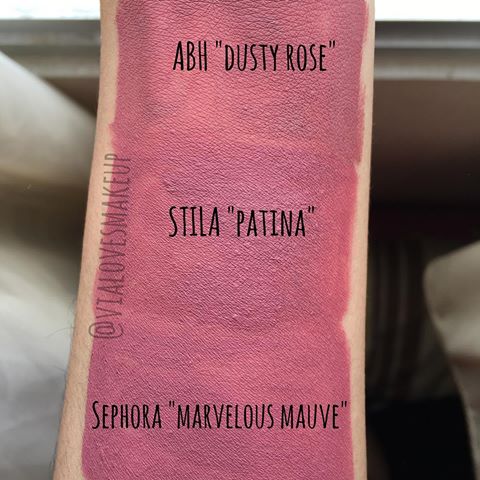 ABH "DUSTY ROSE"
STILA "PATINA"
@VIALOVESMAKEUP
SEPHORA "MARVELOUS MAUVE"